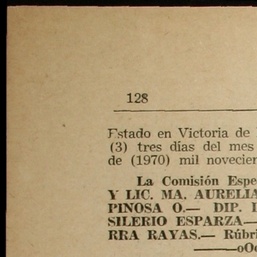 128
Estado en Victoria de
(3) tres días del mes
de (1970) mil novecien
La Comisión Espe
Y LIC. MA. AURELIA
PINOSA O.— DIP. I
SILERIO ESPARZA—
RRA RAYAS.— Rúbri
———oOo